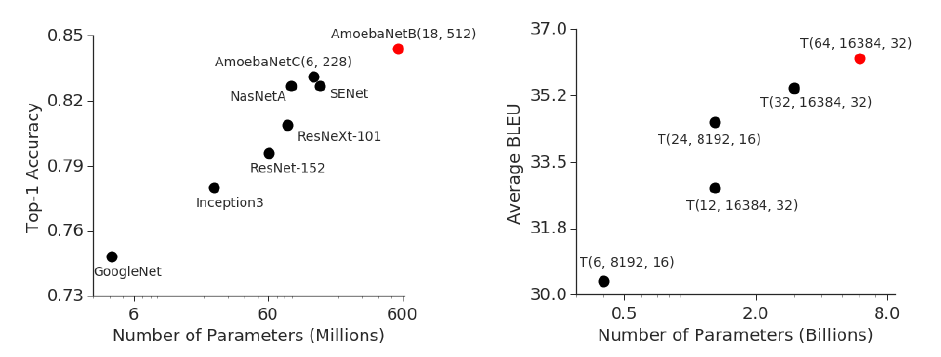 0.85
0.82
0.79
0.76
0.73
Top-1 Accuracy
AmoebaNetB(18, 512)
AmoebaNetC(6, 228)
NasNetA
SENet
ResNeXt-101
ResNet-152
Inception3
GoogleNet
6
60
600
Number of Parameters (Millions)
37.0
35.2
33.5
31.8
30.0
Average BLEU
T(64, 16384, 32)
T(32, 16384, 32)
T(24, 8192, 16)
T(12, 16384, 32)
T(6, 8192, 16)
0.5
2.0
8.0
Number of Parameters (Billions)